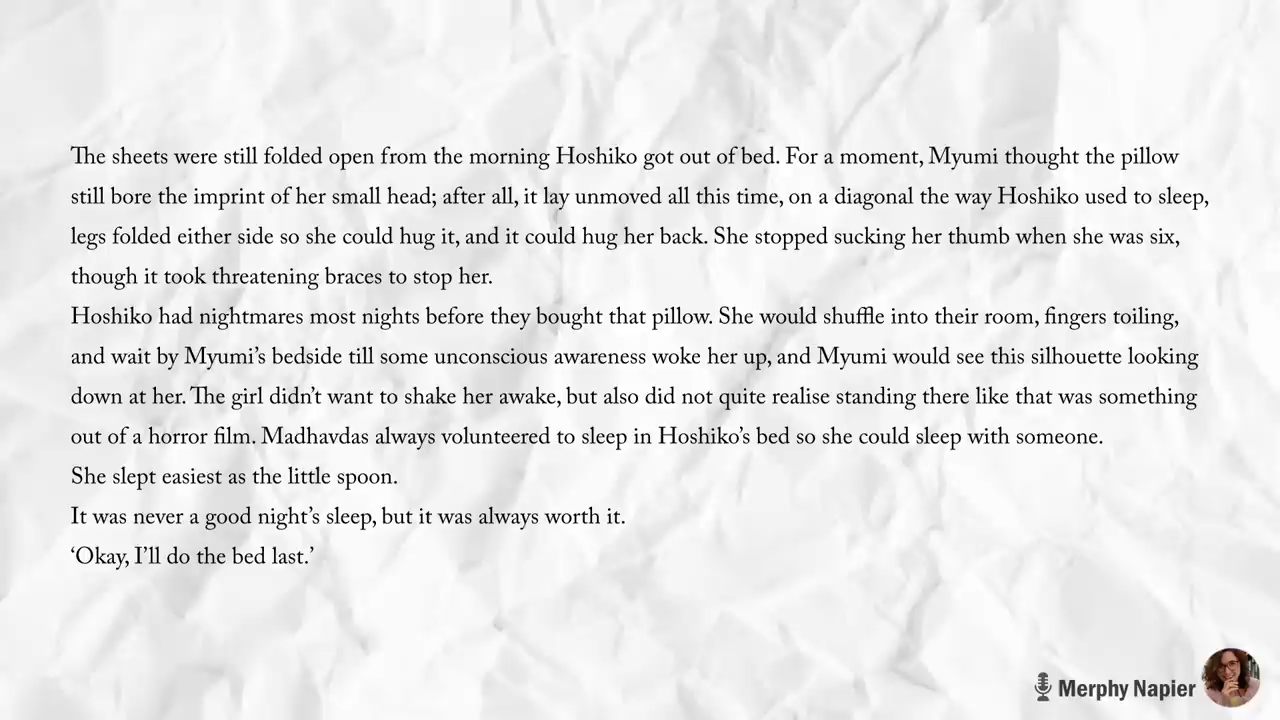 The sheets were still folded open from the morning Hoshiko got out of bed. For a moment, Myumi thought the pillow
still bore the imprint of her small head; after all, it lay unmoved all this time, on a diagonal the way Hoshiko used to sleep,
legs folded either side so she could hug it, and it could hug her back. She stopped sucking her thumb when she was six,
though it took threatening braces to stop her.
Hoshiko had nightmares most nights before they bought that pillow. She would shuffle into their room, fingers toiling,
and wait by Myumi’s bedside till some unconscious awareness woke her up, and Myumi would see this silhouette looking
down at her. The girl didn’t want to shake her awake, but also did not quite realise standing there like that was something
out of a horror film. Madhavdas always volunteered to sleep in Hoshiko’s bed so she could sleep with someone.
She slept easiest as the little spoon.
It was never a good night’s sleep, but it was always worth it.
‘Okay, I’ll do the bed last.’
Merphy Napier